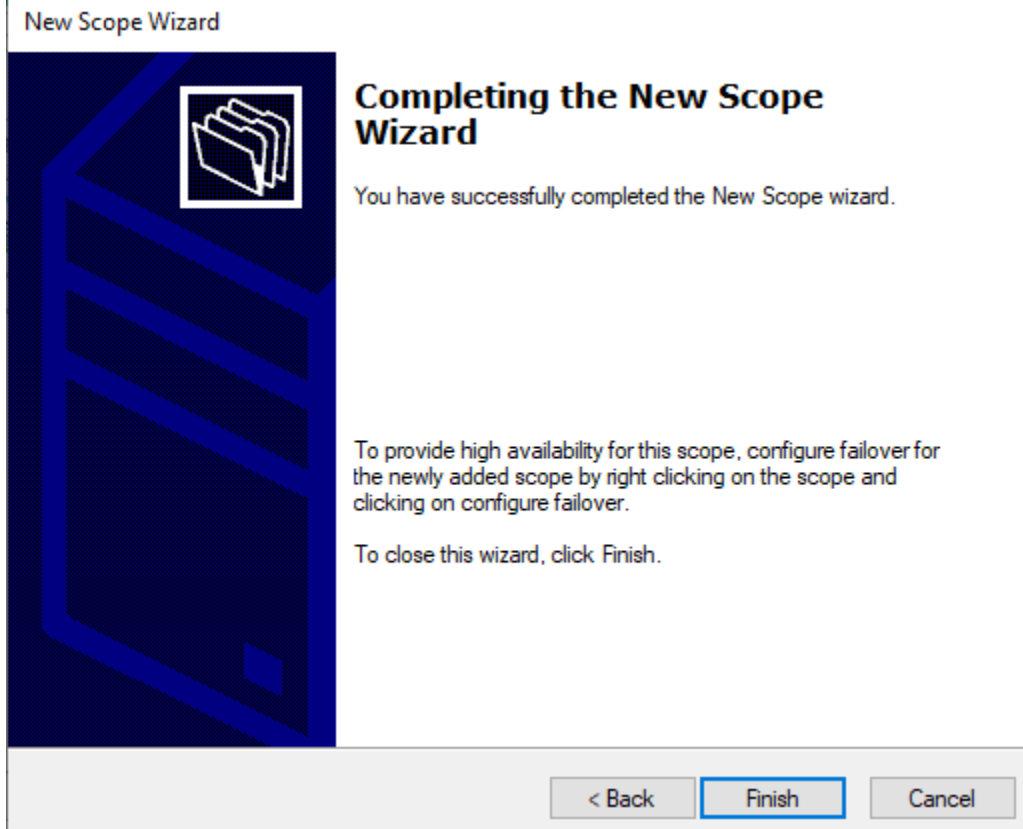 New Scope Wizard
Completing the New Scope
Wizard
You have successfully completed the New Scope wizard.
To provide high availability for this scope, configure failover for
the newly added scope by right clicking on the scope and
clicking on configure failover.
To close this wizard, click Finish.
< Back
Finish
Cancel